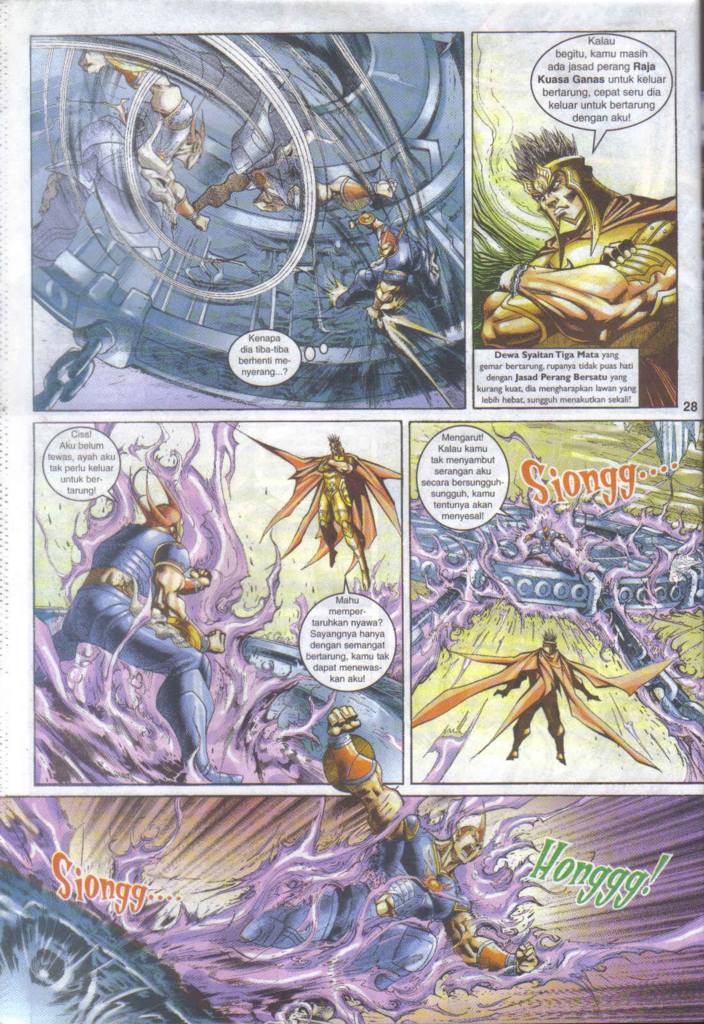 Kenapa
dia tiba-tiba
berhenti me-
nyerang...?
Kalau
begitu, kamu masih
ada jasad perang Raja
Kuasa Ganas untuk keluar
bertarung, cepat seru dia
keluar untuk bertarung
dengan aku!
Dewa Syaitan Tiga Mata yang
gemar bertarung, rupanya tidak puas hati
dengan Jasad Perang Bersatu yang
kurang kuat, dia mengharapkan lawan yang
lebih hebat, sungguh menakutkan sekali!
28
Ciss!
Aku belum
tewas, ayah aku
tak perlu keluar
untuk ber-
tarung!
Mahu
memper-
taruhkan nyawa?
Sayangnya hanya
dengan semangat
bertarung, kamu tak
dapat menewas-
kan aku!
Mengarut!
Kalau kamu
tak menyambut
serangan aku
secara bersungguh-
sungguh, kamu
tentunya akan
menyesal!
Siongg....
Siongg....
Honggg!